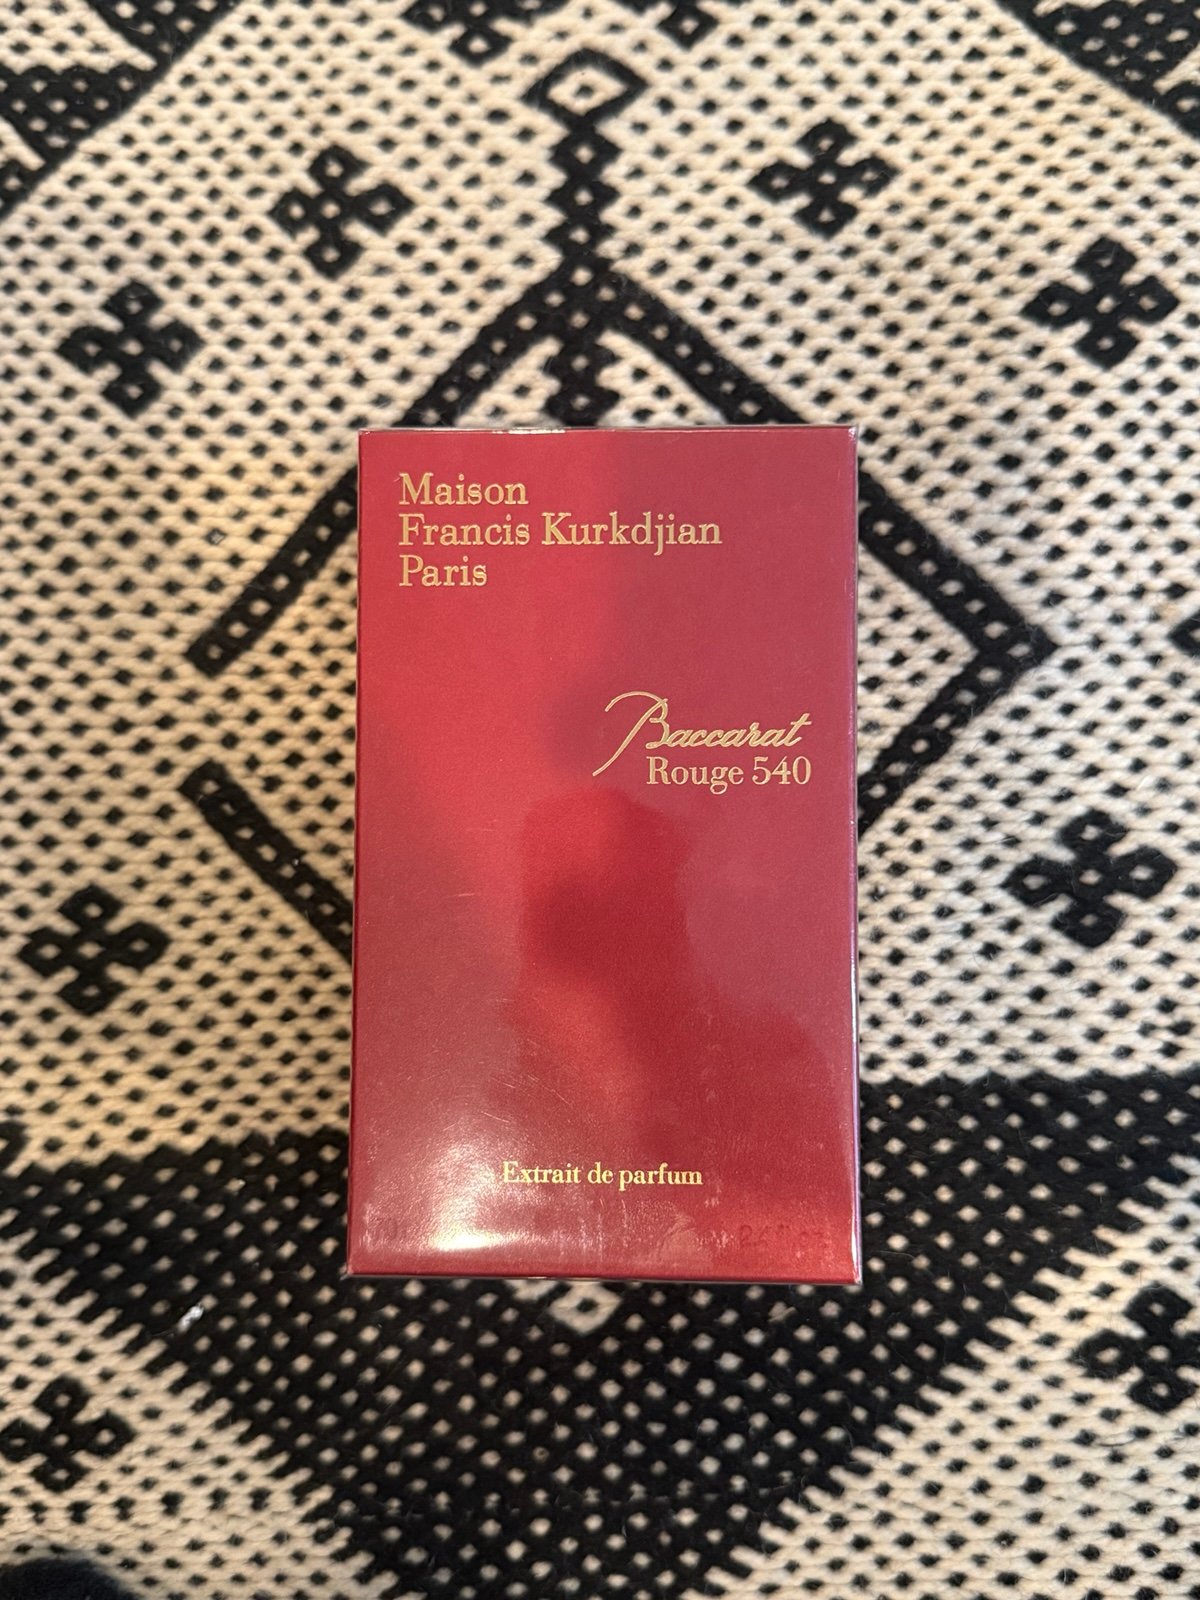 Maison
Francis Kurkdjian
Paris
Baccarat
Rouge 540
Extrait de parfum